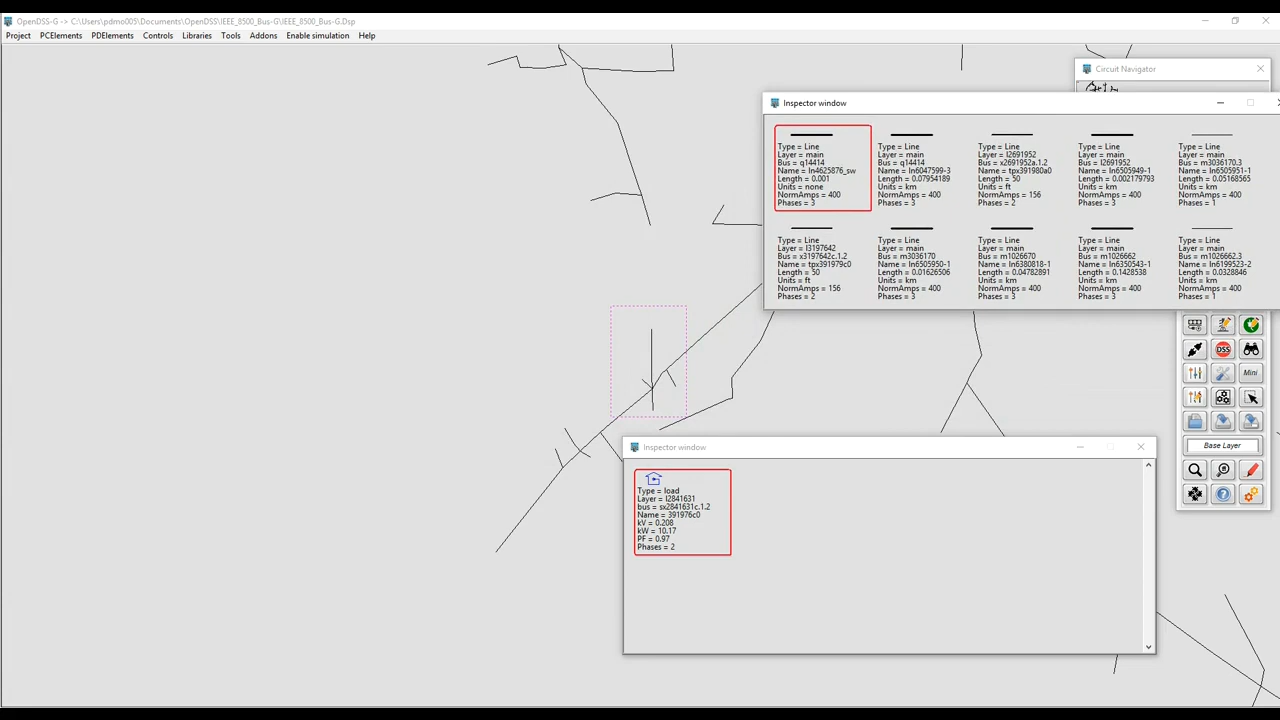 OpenDSS-G -> C:\Users\pdmo005\Documents\OpenDSS\IEEE_8500_Bus-G\IEEE_8500_Bus-G.Dsp
Project PCElements PDElements Controls Libraries Tools Addons Enable simulation Help
Circuit Navigator
Inspector window
Type = Line
Layer = main
Bus = q14414
Name = ln4625876_sw
Length = 0.001
Units = none
NormAmps = 400
Phases = 3
Type = Line
Layer = main
Bus = q14414
Name = ln6047599-3
Length = 0.07954189
Units = km
NormAmps = 400
Phases = 3
Type = Line
Layer = l2691952
Bus = x2691952a.1.2
Name = tpx391980a0
Length = 50
Units = ft
NormAmps = 156
Phases = 2
Type = Line
Layer = main
Bus = l2691952
Name = ln6505949-1
Length = 0.002179793
Units = km
NormAmps = 400
Phases = 3
Type = Line
Layer = main
Bus = m3036170.3
Name = ln6505951-1
Length = 0.05168565
Units = km
NormAmps = 400
Phases = 1
Type = Line
Layer = l3197642
Bus = x3197642c.1.2
Name = tpx391979c0
Length = 50
Units = ft
NormAmps = 156
Phases = 2
Type = Line
Layer = main
Bus = m3036170
Name = ln6505950-1
Length = 0.01626506
Units = km
NormAmps = 400
Phases = 3
Type = Line
Layer = main
Bus = m1026670
Name = ln6380818-1
Length = 0.04782891
Units = km
NormAmps = 400
Phases = 3
Type = Line
Layer = main
Bus = m1026662
Name = ln6350543-1
Length = 0.1428538
Units = km
NormAmps = 400
Phases = 3
Type = Line
Layer = main
Bus = m1026662.3
Name = ln6199523-2
Length = 0.0328846
Units = km
NormAmps = 400
Phases = 1
DSS
Mini
Base Layer
Inspector window
Type = load
Layer = l2841631
bus = sx2841631c.1.2
Name = 391976c0
kV = 0.208
kW = 10.17
PF = 0.97
Phases = 2